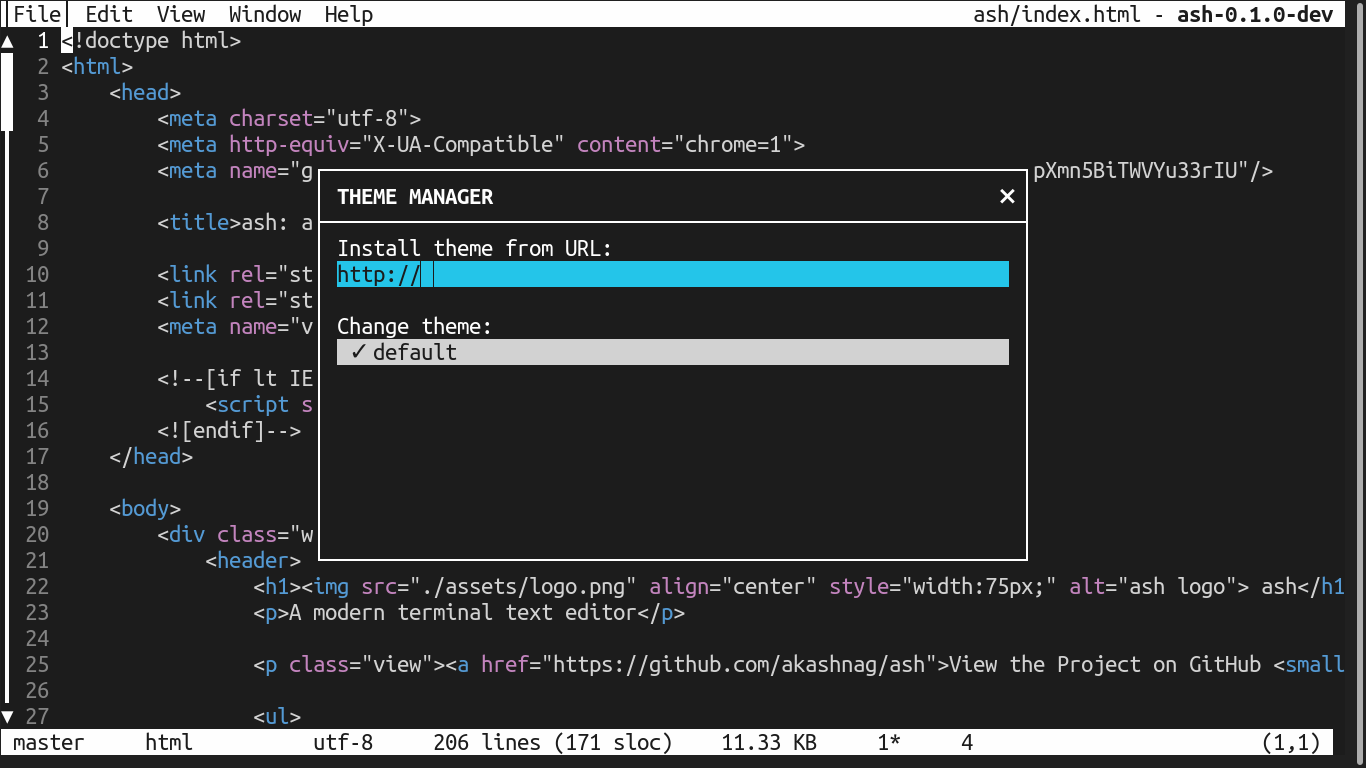 File Edit View Window Help ash/index.html - ash-0.1.0-dev
1 <!doctype html>
2 <html>
3 <head>
4 <meta charset="utf-8">
5 <meta http-equiv="X-UA-Compatible" content="chrome=1">
6 <meta name="g pXmn5BiTWVYu33rIU"/>
7
THEME MANAGER ×
8 <title>ash: a
9
Install theme from URL:
10 <link rel="st
http://
11 <link rel="st
12 <meta name="v
Change theme:
13
✓ default
14 <!--[if lt IE
15 <script s
16 <![endif]-->
17 </head>
18
19 <body>
20 <div class="w
21 <header>
22 <h1><img src="./assets/logo.png" align="center" style="width:75px;" alt="ash logo"> ash</h1
23 <p>A modern terminal text editor</p>
24
25 <p class="view"><a href="https://github.com/akashnag/ash">View the Project on GitHub <small
26
27 <ul>
master html utf-8 206 lines (171 sloc) 11.33 KB 1* 4 (1,1)